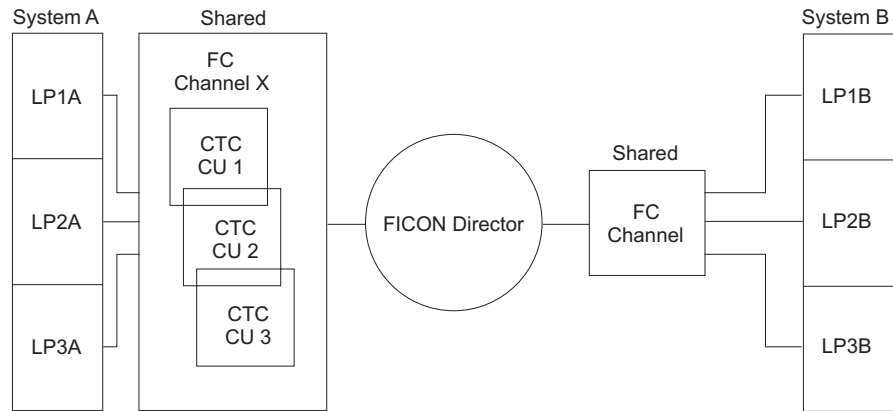 System A
Shared
System B
FC
Channel X
LP1A
LP1B
CTC
CU 1
Shared
LP2A
CTC
CU 2
FICON Director
FC
Channel
LP2B
CTC
CU 3
LP3A
LP3B